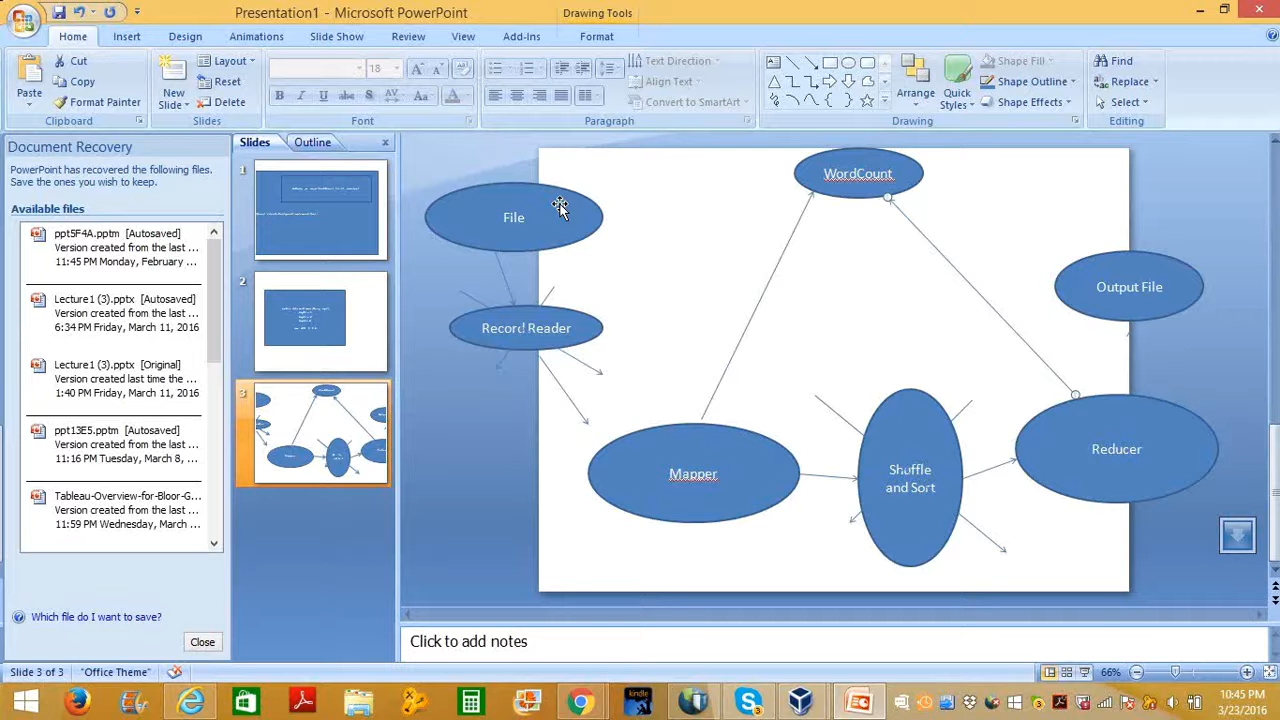 Presentation1 - Microsoft PowerPoint
Drawing Tools
Home Insert Design Animations Slide Show Review View Add-Ins Format
Paste
Cut
Copy
Format Painter
Clipboard
New
Slide
Layout
Reset
Delete
Slides
18
B I U abc S AV Aa A
Font
Text Direction
Align Text
Convert to SmartArt
Paragraph
Arrange
Quick
Styles
Shape Fill
Shape Outline
Shape Effects
Drawing
Find
Replace
Select
Editing
Document Recovery
PowerPoint has recovered the following files.
Save the ones you wish to keep.
Available files
ppt5F4A.pptm [Autosaved]
Version created from the last ...
11:45 PM Monday, February ...
Lecture1 (3).pptx [Autosaved]
Version created from the last ...
6:34 PM Friday, March 11, 2016
Lecture1 (3).pptx [Original]
Version created last time the ...
1:40 PM Friday, March 11, 2016
ppt13E5.pptm [Autosaved]
Version created from the last ...
11:16 PM Tuesday, March 8, ...
Tableau-Overview-for-Bloor-G...
Version created from the last ...
11:59 PM Wednesday, March ...
Which file do I want to save?
Close
Slides Outline
1
2
3
WordCount
File
Output File
Record Reader
Mapper
Shuffle
and Sort
Reducer
Click to add notes
Slide 3 of 3 "Office Theme" 66%
10:45 PM
3/23/2016